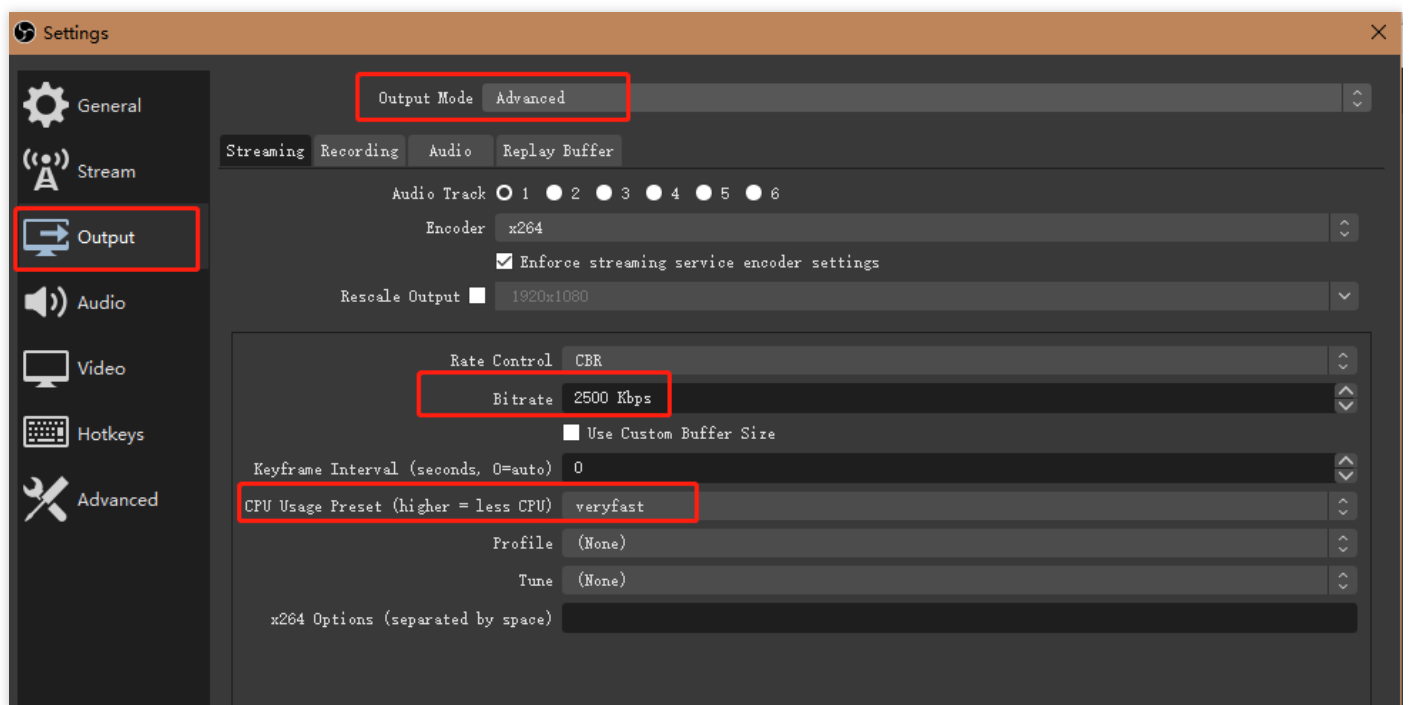 Settings
General
Stream
Output
Audio
Video
Hotkeys
Advanced
Output Mode Advanced
Streaming Recording Audio Replay Buffer
Audio Track 1 2 3 4 5 6
Encoder x264
Enforce streaming service encoder settings
Rescale Output 1920x1080
Rate Control CBR
Bitrate 2500 Kbps
Use Custom Buffer Size
Keyframe Interval (seconds, 0=auto) 0
CPU Usage Preset (higher = less CPU) veryfast
Profile (None)
Tune (None)
x264 Options (separated by space)